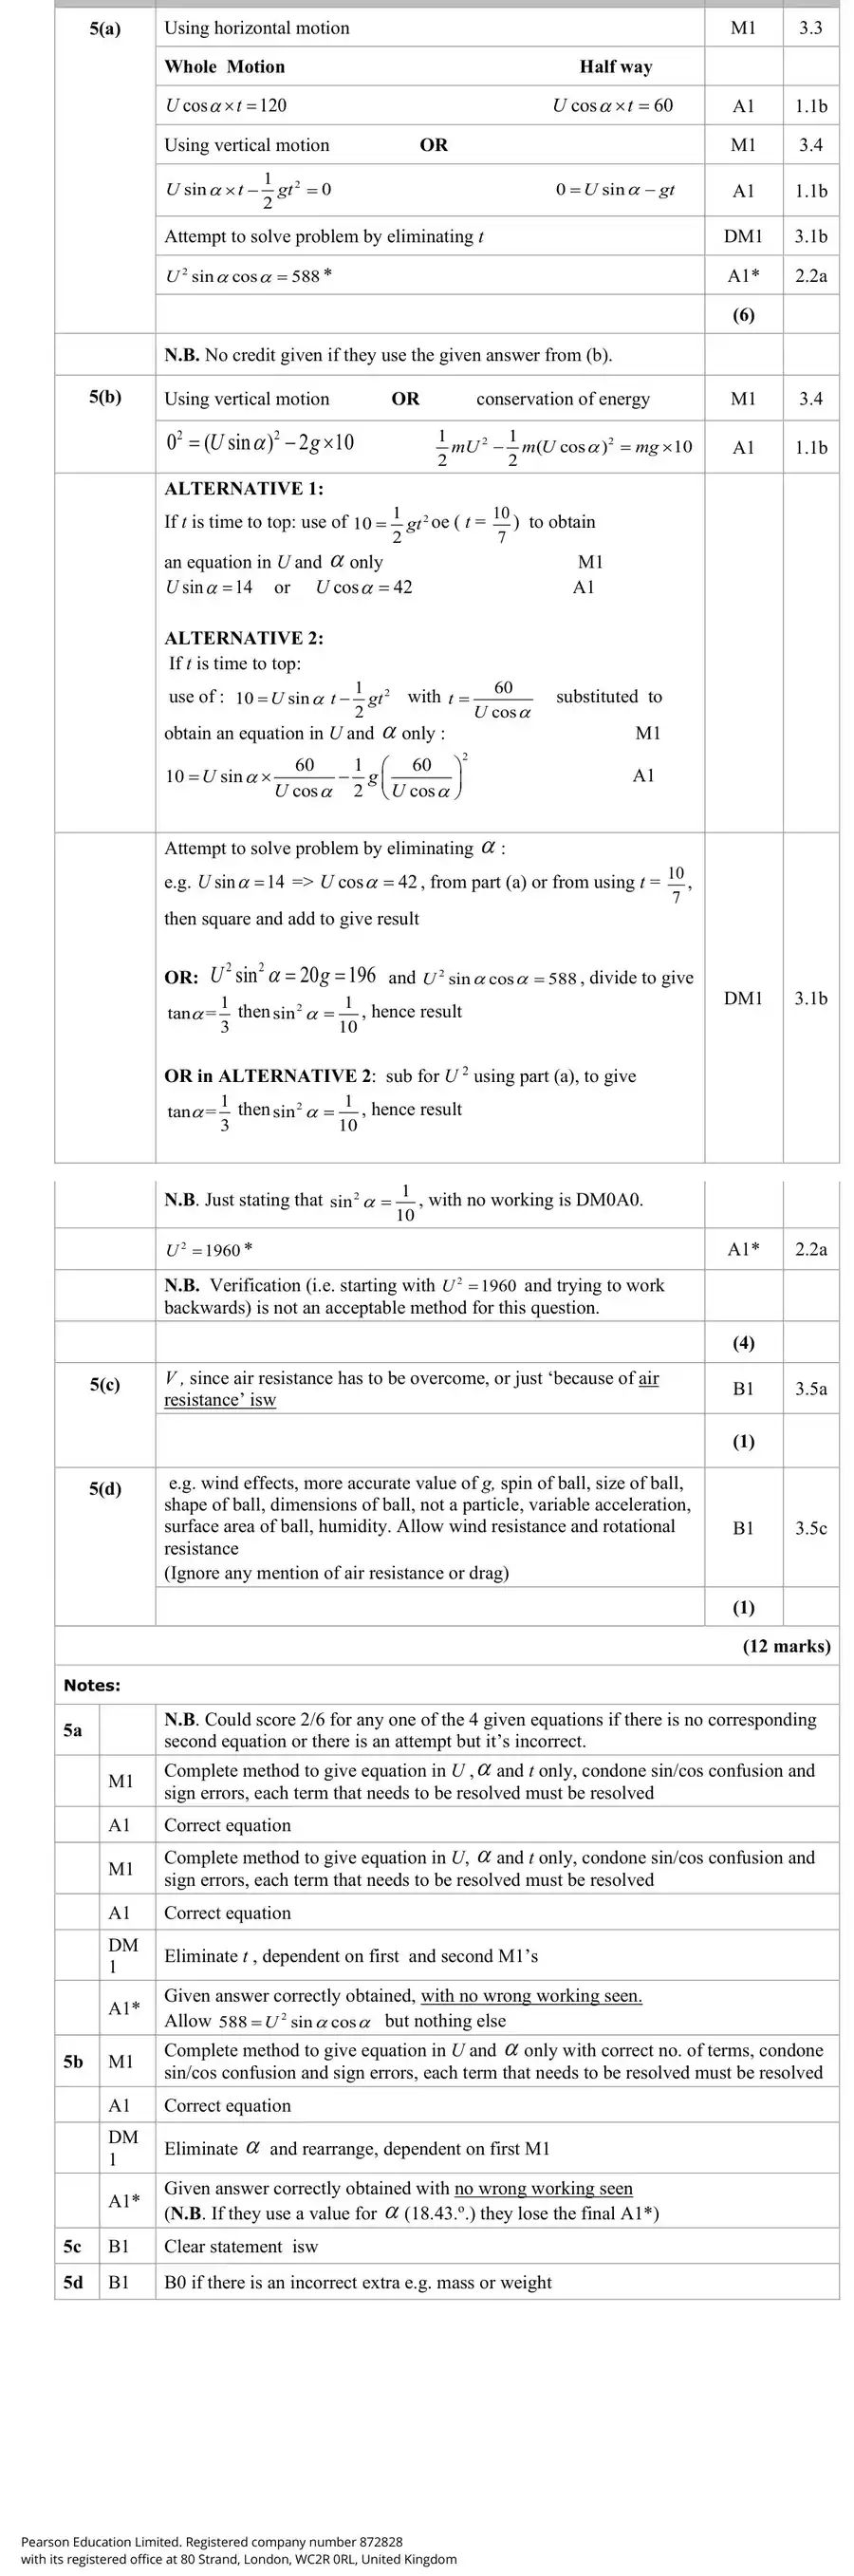 5(a) Using horizontal motion M1 3.3
Whole Motion Half way
U cos α × t = 120 U cos α × t = 60 A1 1.1b
Using vertical motion OR M1 3.4
U sin α × t − 1/2 gt² = 0 0 = U sin α − gt A1 1.1b
Attempt to solve problem by eliminating t DM1 3.1b
U² sin α cos α = 588 * A1* 2.2a
(6)
N.B. No credit given if they use the given answer from (b).
5(b) Using vertical motion OR conservation of energy M1 3.4
0² = (U sin α)² − 2g × 10 1/2 mU² − 1/2 m(U cos α)² = mg × 10 A1 1.1b
ALTERNATIVE 1:
If t is time to top: use of 10 = 1/2 gt² oe ( t = 10/7 ) to obtain
an equation in U and α only M1
U sin α = 14 or U cos α = 42 A1
ALTERNATIVE 2:
If t is time to top:
use of : 10 = U sin α t − 1/2 gt² with t = 60/(U cos α) substituted to
obtain an equation in U and α only : M1
10 = U sin α × 60/(U cos α) − 1/2 g (60/(U cos α))² A1
Attempt to solve problem by eliminating α :
e.g. U sin α = 14 => U cos α = 42 , from part (a) or from using t = 10/7 ,
then square and add to give result
OR: U² sin² α = 20g = 196 and U² sin α cos α = 588 , divide to give
DM1 3.1b
tan α = 1/3 then sin² α = 1/10 , hence result
OR in ALTERNATIVE 2: sub for U² using part (a), to give
tan α = 1/3 then sin² α = 1/10 , hence result
N.B. Just stating that sin² α = 1/10 , with no working is DM0A0.
U² = 1960 * A1* 2.2a
N.B. Verification (i.e. starting with U² = 1960 and trying to work
backwards) is not an acceptable method for this question.
(4)
5(c) V , since air resistance has to be overcome, or just ‘because of air
resistance’ isw B1 3.5a
(1)
5(d) e.g. wind effects, more accurate value of g, spin of ball, size of ball,
shape of ball, dimensions of ball, not a particle, variable acceleration,
surface area of ball, humidity. Allow wind resistance and rotational B1 3.5c
resistance
(Ignore any mention of air resistance or drag)
(1)
(12 marks)
Notes:
5a N.B. Could score 2/6 for any one of the 4 given equations if there is no corresponding
second equation or there is an attempt but it’s incorrect.
M1 Complete method to give equation in U , α and t only, condone sin/cos confusion and
sign errors, each term that needs to be resolved must be resolved
A1 Correct equation
M1 Complete method to give equation in U, α and t only, condone sin/cos confusion and
sign errors, each term that needs to be resolved must be resolved
A1 Correct equation
DM
1 Eliminate t , dependent on first and second M1’s
A1* Given answer correctly obtained, with no wrong working seen.
Allow 588 = U² sin α cos α but nothing else
5b M1 Complete method to give equation in U and α only with correct no. of terms, condone
sin/cos confusion and sign errors, each term that needs to be resolved must be resolved
A1 Correct equation
DM
1 Eliminate α and rearrange, dependent on first M1
A1* Given answer correctly obtained with no wrong working seen
(N.B. If they use a value for α (18.43.º.) they lose the final A1*)
5c B1 Clear statement isw
5d B1 B0 if there is an incorrect extra e.g. mass or weight
Pearson Education Limited. Registered company number 872828
with its registered office at 80 Strand, London, WC2R 0RL, United Kingdom